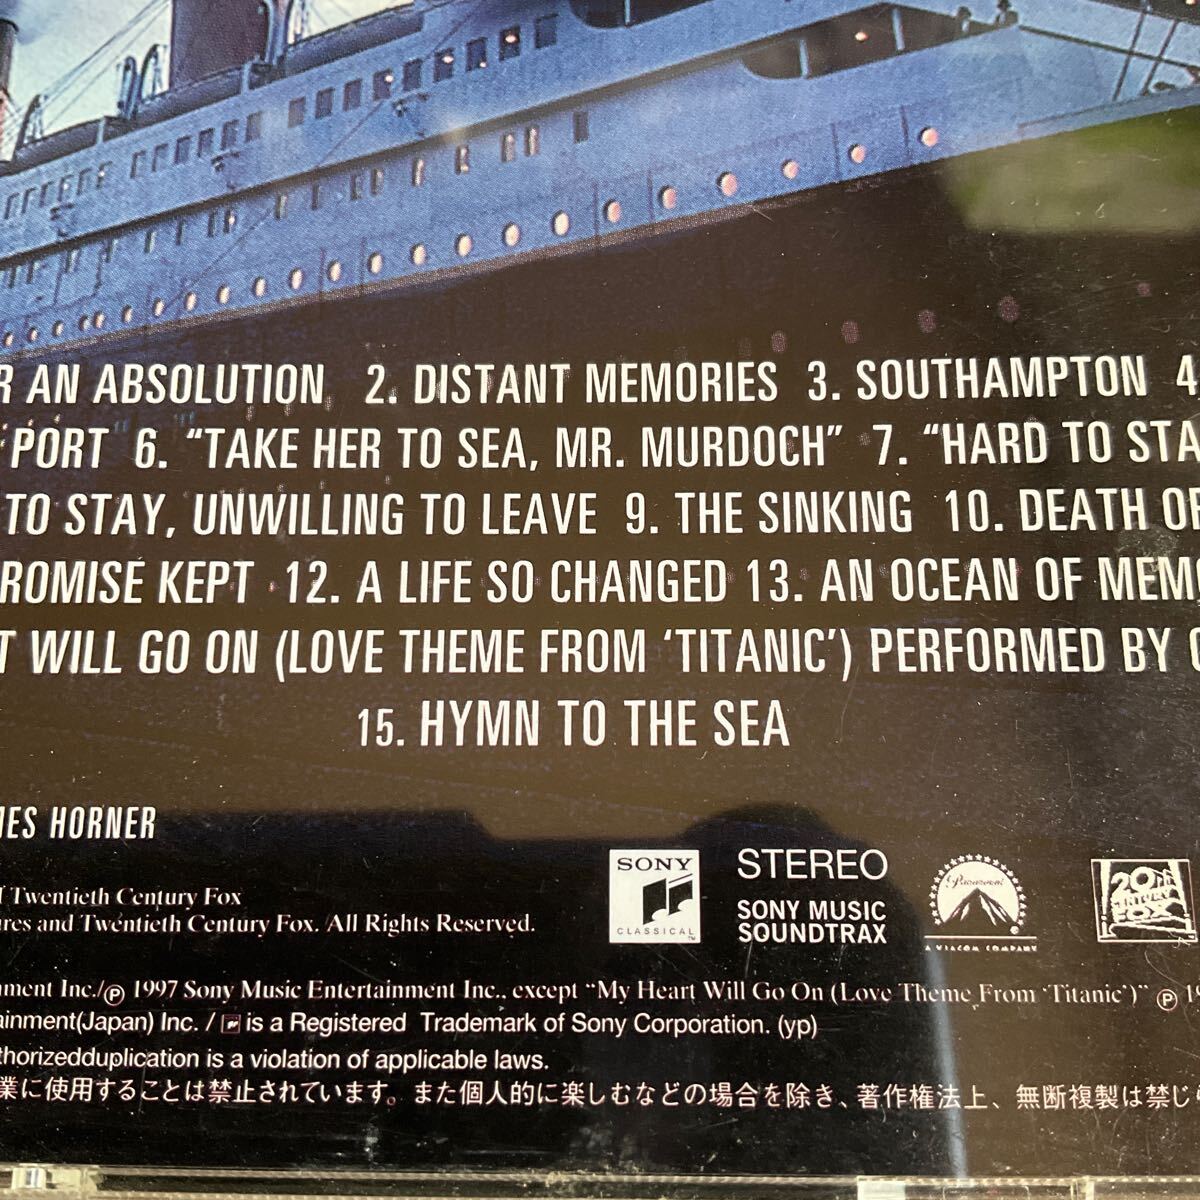 R AN ABSOLUTION 2. DISTANT MEMORIES 3. SOUTHAMPTON 4.
PORT 6. “TAKE HER TO SEA, MR. MURDOCH” 7. “HARD TO STA
TO STAY, UNWILLING TO LEAVE 9. THE SINKING 10. DEATH OF
ROMISE KEPT 12. A LIFE SO CHANGED 13. AN OCEAN OF MEMO
T WILL GO ON (LOVE THEME FROM ‘TITANIC’) PERFORMED BY C
15. HYMN TO THE SEA
MES HORNER
Twentieth Century Fox
res and Twentieth Century Fox. All Rights Reserved.
SONY
CLASSICAL™
STEREO
SONY MUSIC
SOUNDTRAX
Paramount
A VIACOM COMPANY
20TH
CENTURY
FOX
nment Inc./℗ 1997 Sony Music Entertainment Inc., except “My Heart Will Go On (Love Theme From ‘Titanic’)” ℗ 19
ainment(Japan) Inc. / is a Registered Trademark of Sony Corporation. (yp)
thorizedduplication is a violation of applicable laws.
業に使用することは禁止されています。また個人的に楽しむなどの場合を除き、著作権法上、無断複製は禁じら